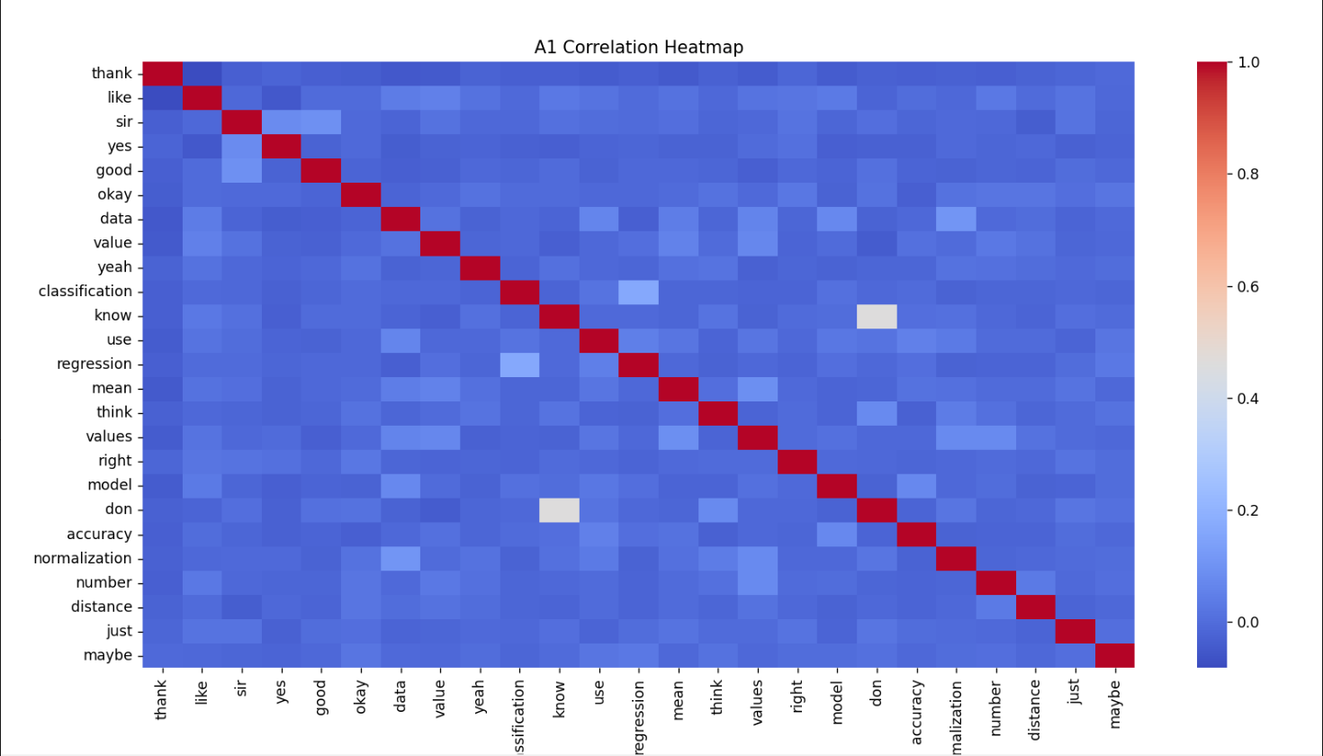 A1 Correlation Heatmap
thank
like
sir
yes
good
okay
data
value
yeah
classification
know
use
regression
mean
think
values
right
model
don
accuracy
normalization
number
distance
just
maybe
1.0
0.8
0.6
0.4
0.2
0.0
thank
like
sir
yes
good
okay
data
value
yeah
ssification
know
use
regression
mean
think
values
right
model
don
accuracy
malization
number
distance
just
maybe